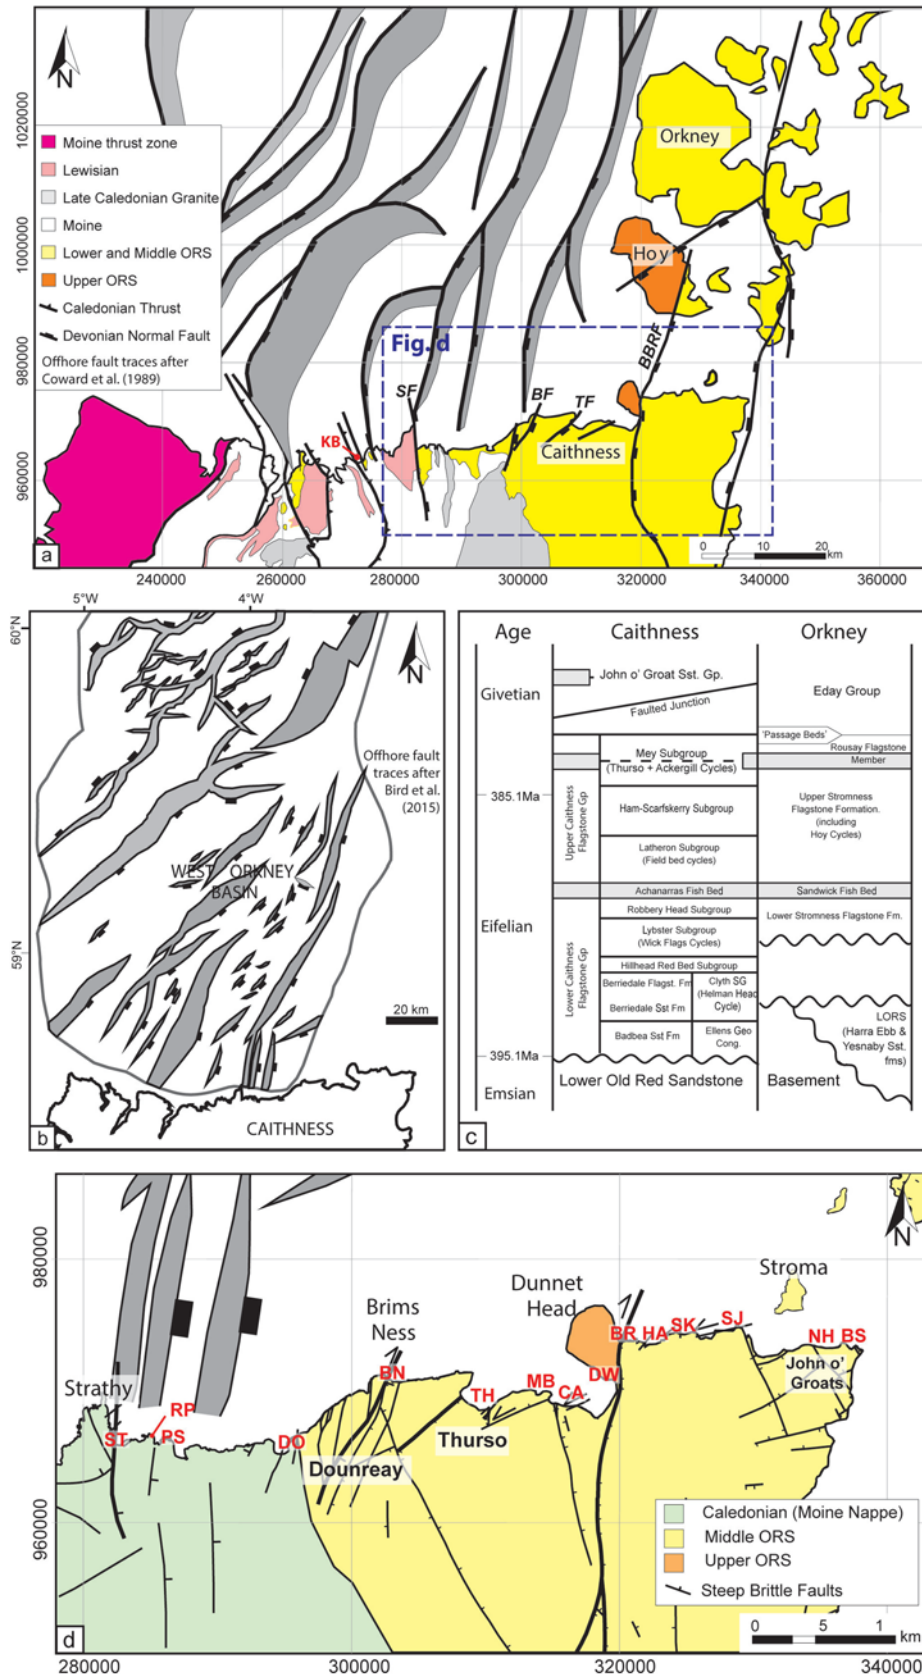 N
1020000
1000000
980000
960000
Moine thrust zone
Lewisian
Late Caledonian Granite
Moine
Lower and Middle ORS
Upper ORS
Caledonian Thrust
Devonian Normal Fault
Offhore fault traces after
Coward et al. (1989)
Orkney
Hoy
Fig. d
BBRF
SF
BF
TF
KB
Caithness
a
0 10 20
km
240000 260000 280000 300000 320000 340000 360000
5°W 4°W
60°N
59°N
N
Offhore fault
traces after
Bird et al.
(2015)
WEST ORKNEY
BASIN
20 km
CAITHNESS
b
Age Caithness Orkney
Givetian
John o' Groat Sst. Gp.
Faulted Junction
Eday Group
'Passage Beds'
Rousay Flagstone
Member
Mey Subgroup
(Thurso + Ackergill Cycles)
385.1Ma
Upper Caithness
Flagstone Gp
Ham-Scarfskerry Subgroup
Upper Stromness
Flagstone Formation.
(including
Hoy Cycles)
Latheron Subgroup
(Field bed cycles)
Achanarras Fish Bed
Sandwick Fish Bed
Eifelian
Lower Caithness
Flagstone Gp
Robbery Head Subgroup
Lower Stromness Flagstone Fm.
Lybster Subgroup
(Wick Flags Cycles)
Hillhead Red Bed Subgroup
Berriedale Flagst. Fm
Berriedale Sst Fm
Clyth SG
(Helman Head
Cycle)
Badbea Sst Fm
Ellens Geo
Cong.
LORS
(Harra Ebb &
Yesnaby Sst.
fms)
395.1Ma
Emsian
Lower Old Red Sandstone
Basement
c
980000
960000
N
Stroma
Dunnet
Head
Brims
Ness
Strathy
BR HA SK SJ NH BS
BN
DW
TH MB CA
John o'
Groats
RP
ST PS DO
Dounreay
Thurso
Caledonian (Moine Nappe)
Middle ORS
Upper ORS
Steep Brittle Faults
0 5 1
km
d
280000 300000 320000 340000